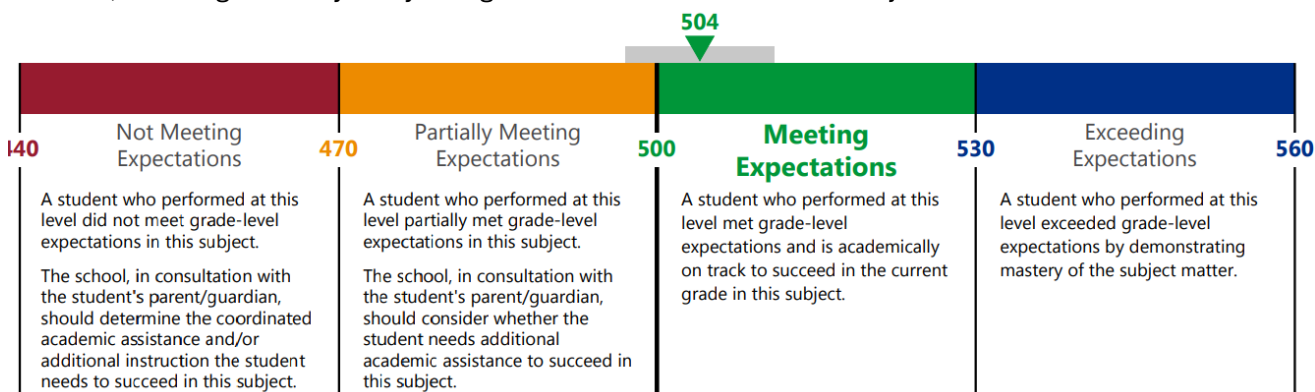 504
Not Meeting
Expectations
Partially Meeting
Expectations
Meeting
Expectations
Exceeding
Expectations
440
470
500
530
560
A student who performed at this
level did not meet grade-level
expectations in this subject.
The school, in consultation with
the student's parent/guardian,
should determine the coordinated
academic assistance and/or
additional instruction the student
needs to succeed in this subject.
A student who performed at this
level partially met grade-level
expectations in this subject.
The school, in consultation with
the student's parent/guardian,
should consider whether the
student needs additional
academic assistance to succeed in
this subject.
A student who performed at this
level met grade-level
expectations and is academically
on track to succeed in the current
grade in this subject.
A student who performed at this
level exceeded grade-level
expectations by demonstrating
mastery of the subject matter.